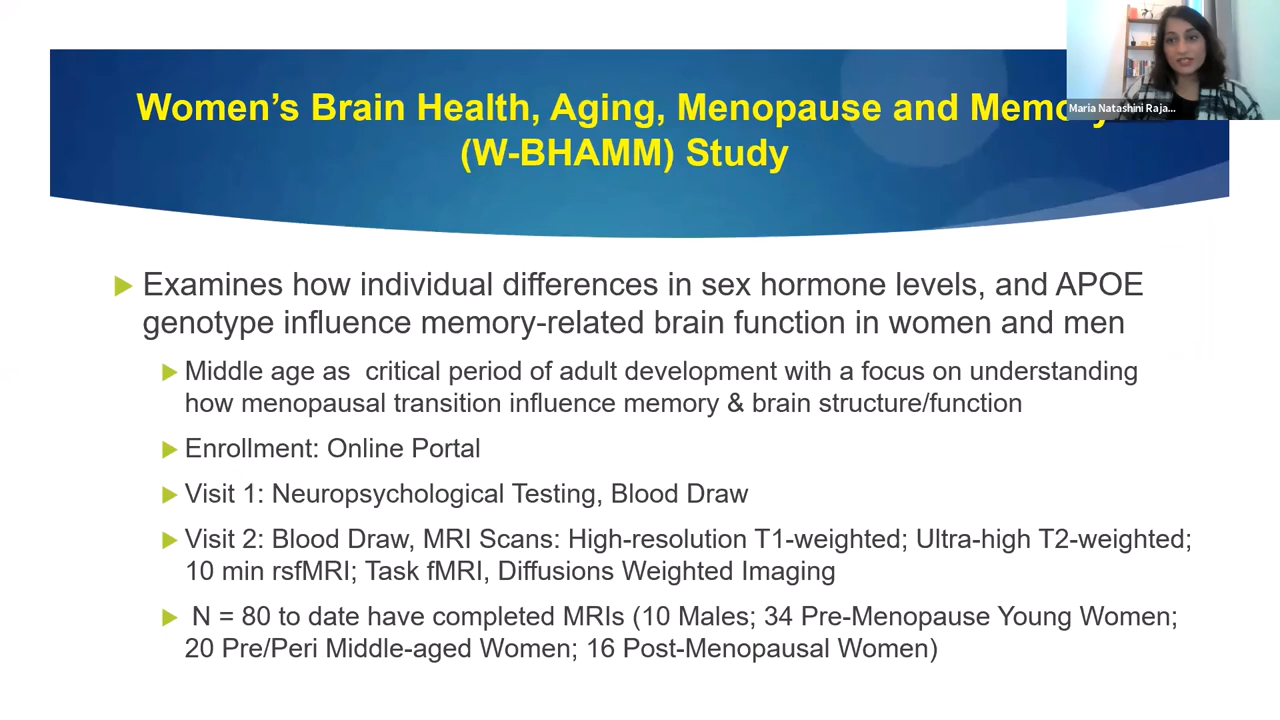 Women's Brain Health, Aging, Menopause and Memory
(W-BHAMM) Study
Maria Natashini Raja...
Examines how individual differences in sex hormone levels, and APOE
genotype influence memory-related brain function in women and men
Middle age as  critical period of adult development with a focus on understanding
how menopausal transition influence memory & brain structure/function
Enrollment: Online Portal
Visit 1: Neuropsychological Testing, Blood Draw
Visit 2: Blood Draw, MRI Scans: High-resolution T1-weighted; Ultra-high T2-weighted;
10 min rsfMRI; Task fMRI, Diffusions Weighted Imaging
N = 80 to date have completed MRIs (10 Males; 34 Pre-Menopause Young Women;
20 Pre/Peri Middle-aged Women; 16 Post-Menopausal Women)